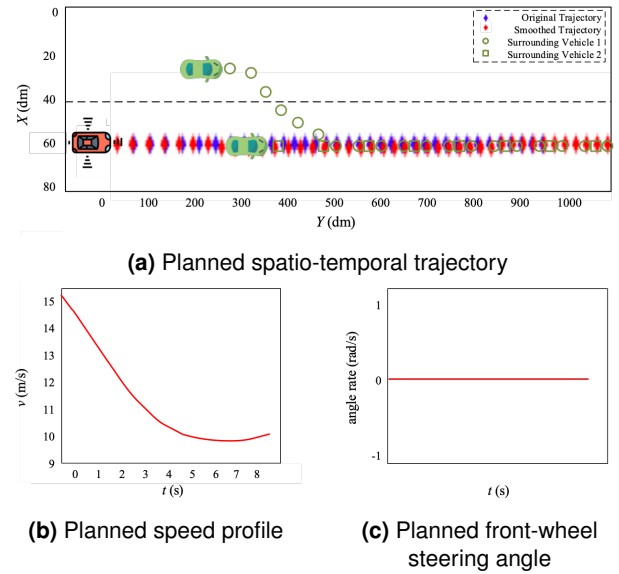 0
20
40
60
80
X (dm)
Original Trajectory
Smoothed Trajectory
Surrounding Vehicle 1
Surrounding Vehicle 2
0 100 200 300 400 500 600 700 800 900 1000
Y (dm)
(a) Planned spatio-temporal trajectory
15
14
13
12
11
10
9
v (m/s)
0 1 2 3 4 5 6 7 8
t (s)
(b) Planned speed profile
1
0
-1
angle rate (rad/s)
t (s)
(c) Planned front-wheel
steering angle